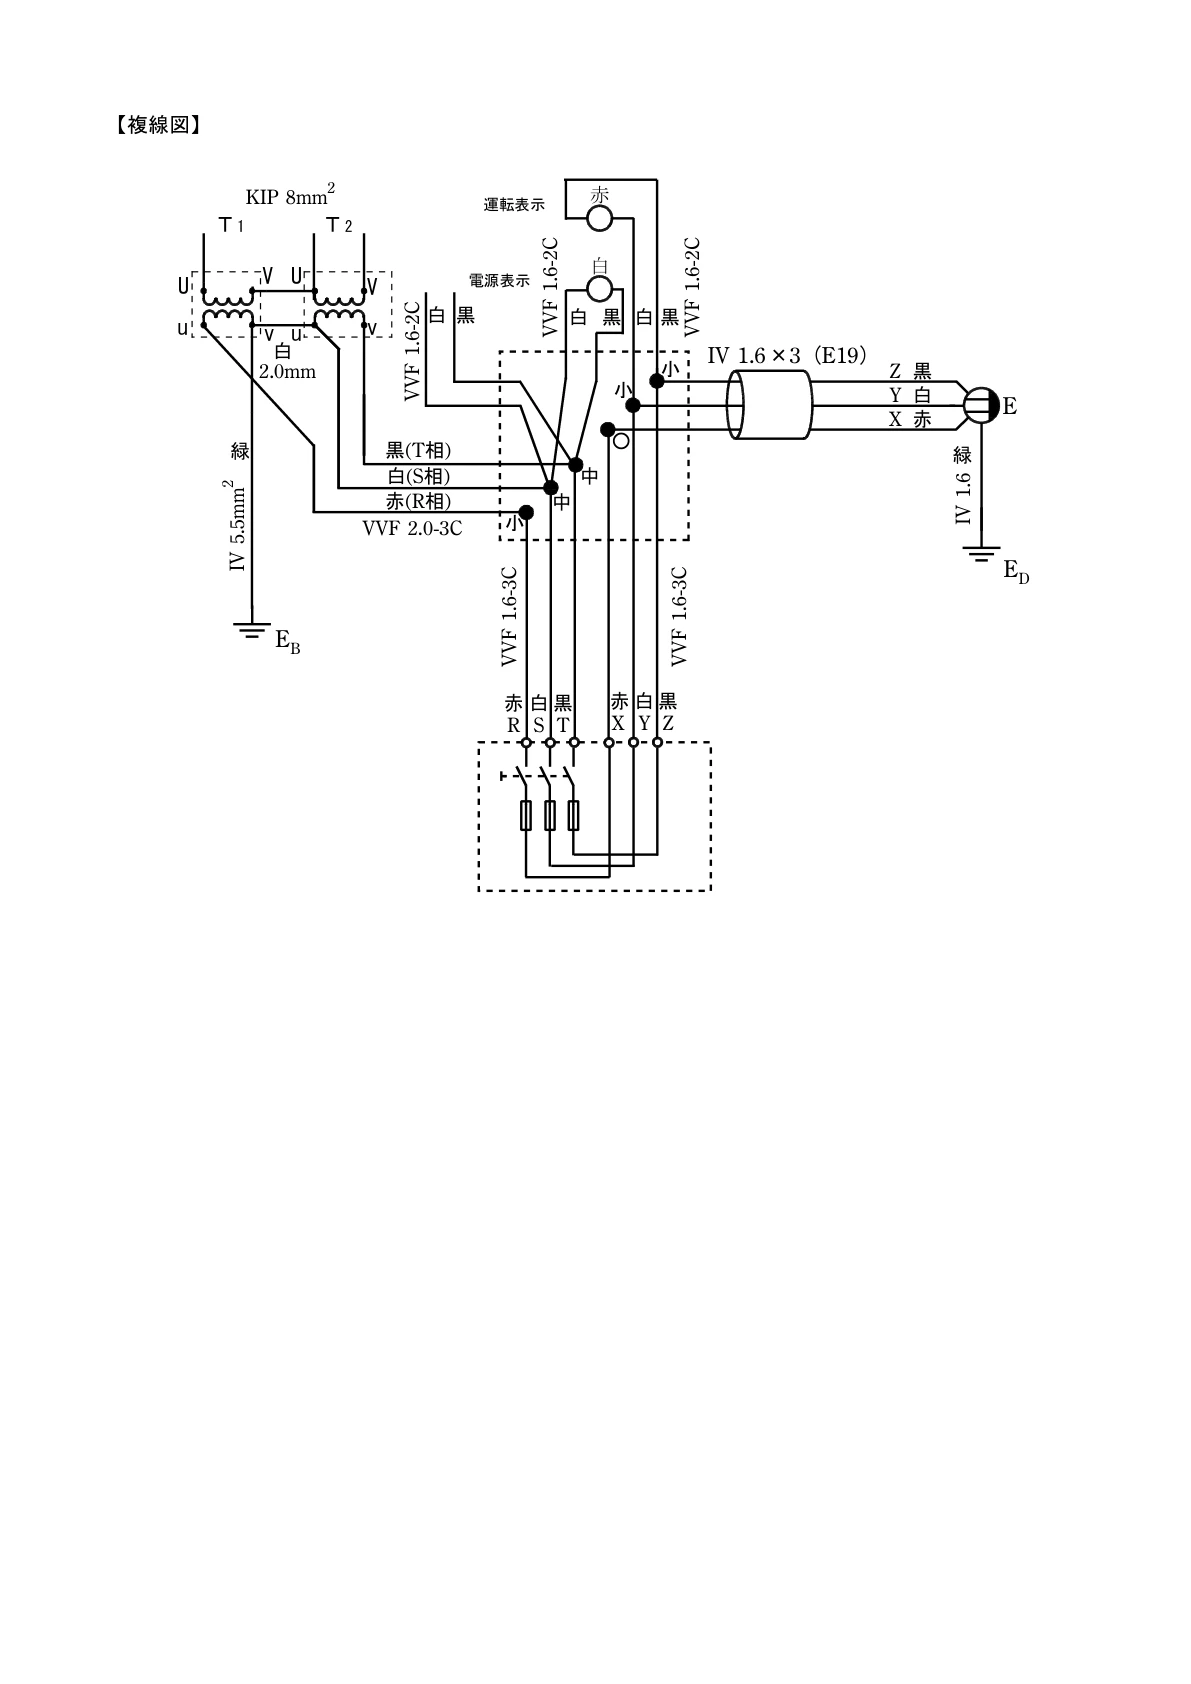 【複線図】
KIP 8mm²
T1
T2
U
V
U
V
u
v
u
v
白
2.0mm
緑
IV 5.5mm²
EB
運転表示
赤
電源表示
白
VVF 1.6-2C
白
黒
VVF 1.6-2C
白
黒
白
黒
VVF 1.6-2C
小
小
中
中
小
黒(T相)
白(S相)
赤(R相)
VVF 2.0-3C
IV 1.6×3 (E19)
Z 黒
Y 白
X 赤
E
緑
IV 1.6
ED
VVF 1.6-3C
VVF 1.6-3C
赤 白 黒 赤 白 黒
R S T X Y Z